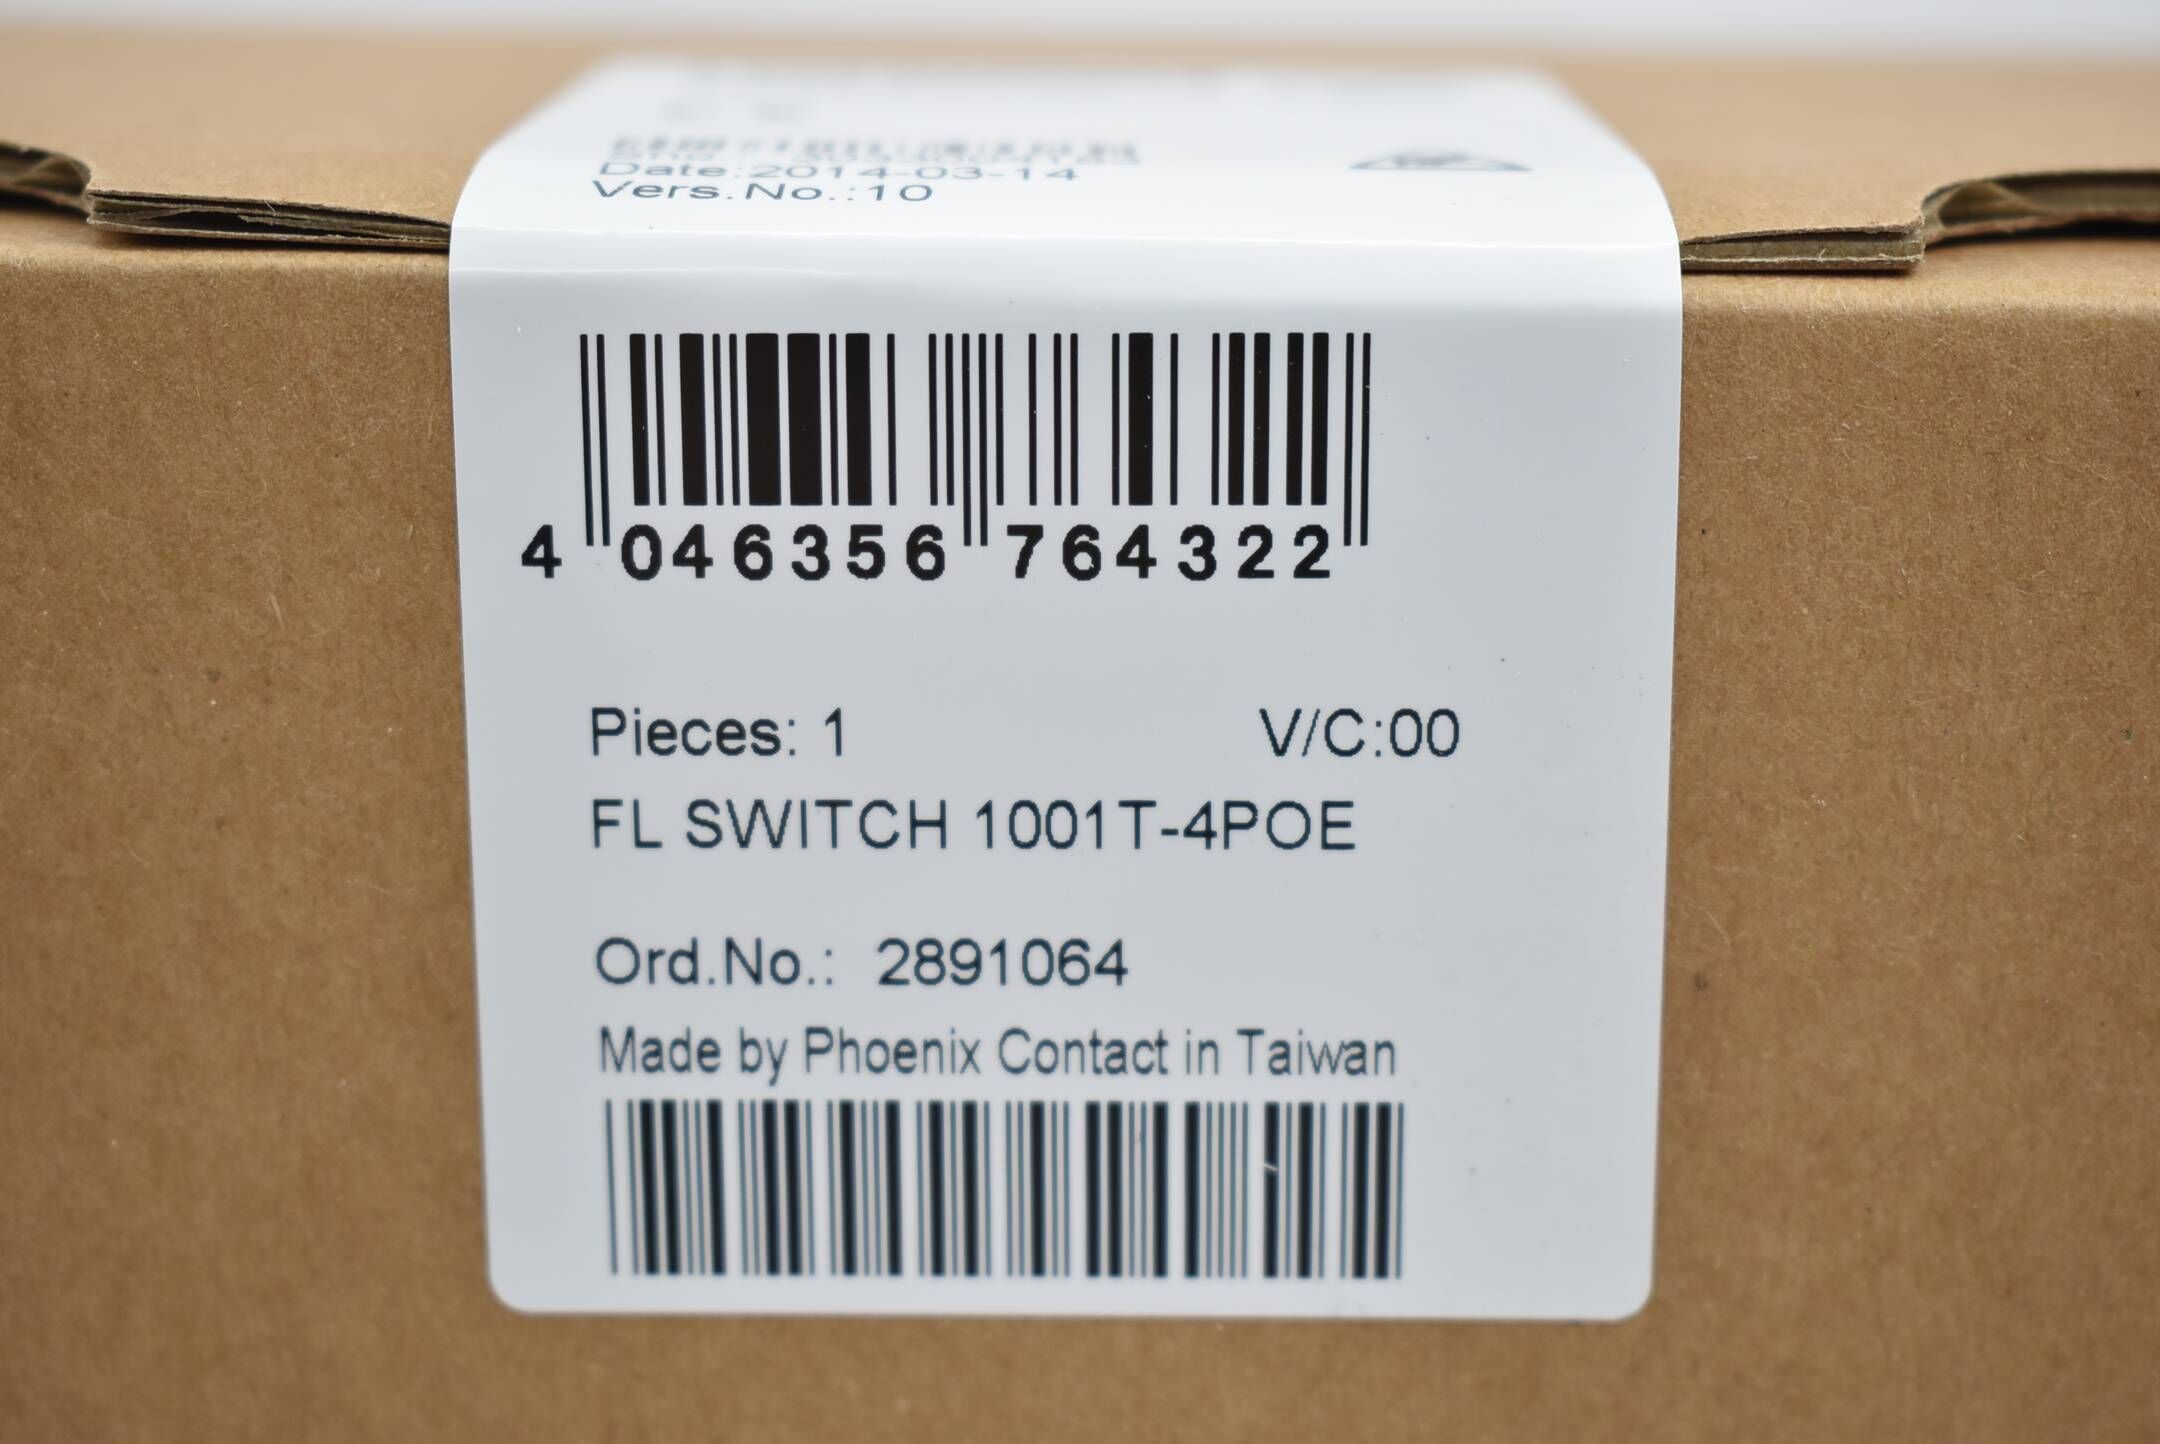 Date:2014-03-14
Vers.No.:10
4 046356 764322
Pieces: 1 V/C:00
FL SWITCH 1001T-4POE
Ord.No.: 2891064
Made by Phoenix Contact in Taiwan